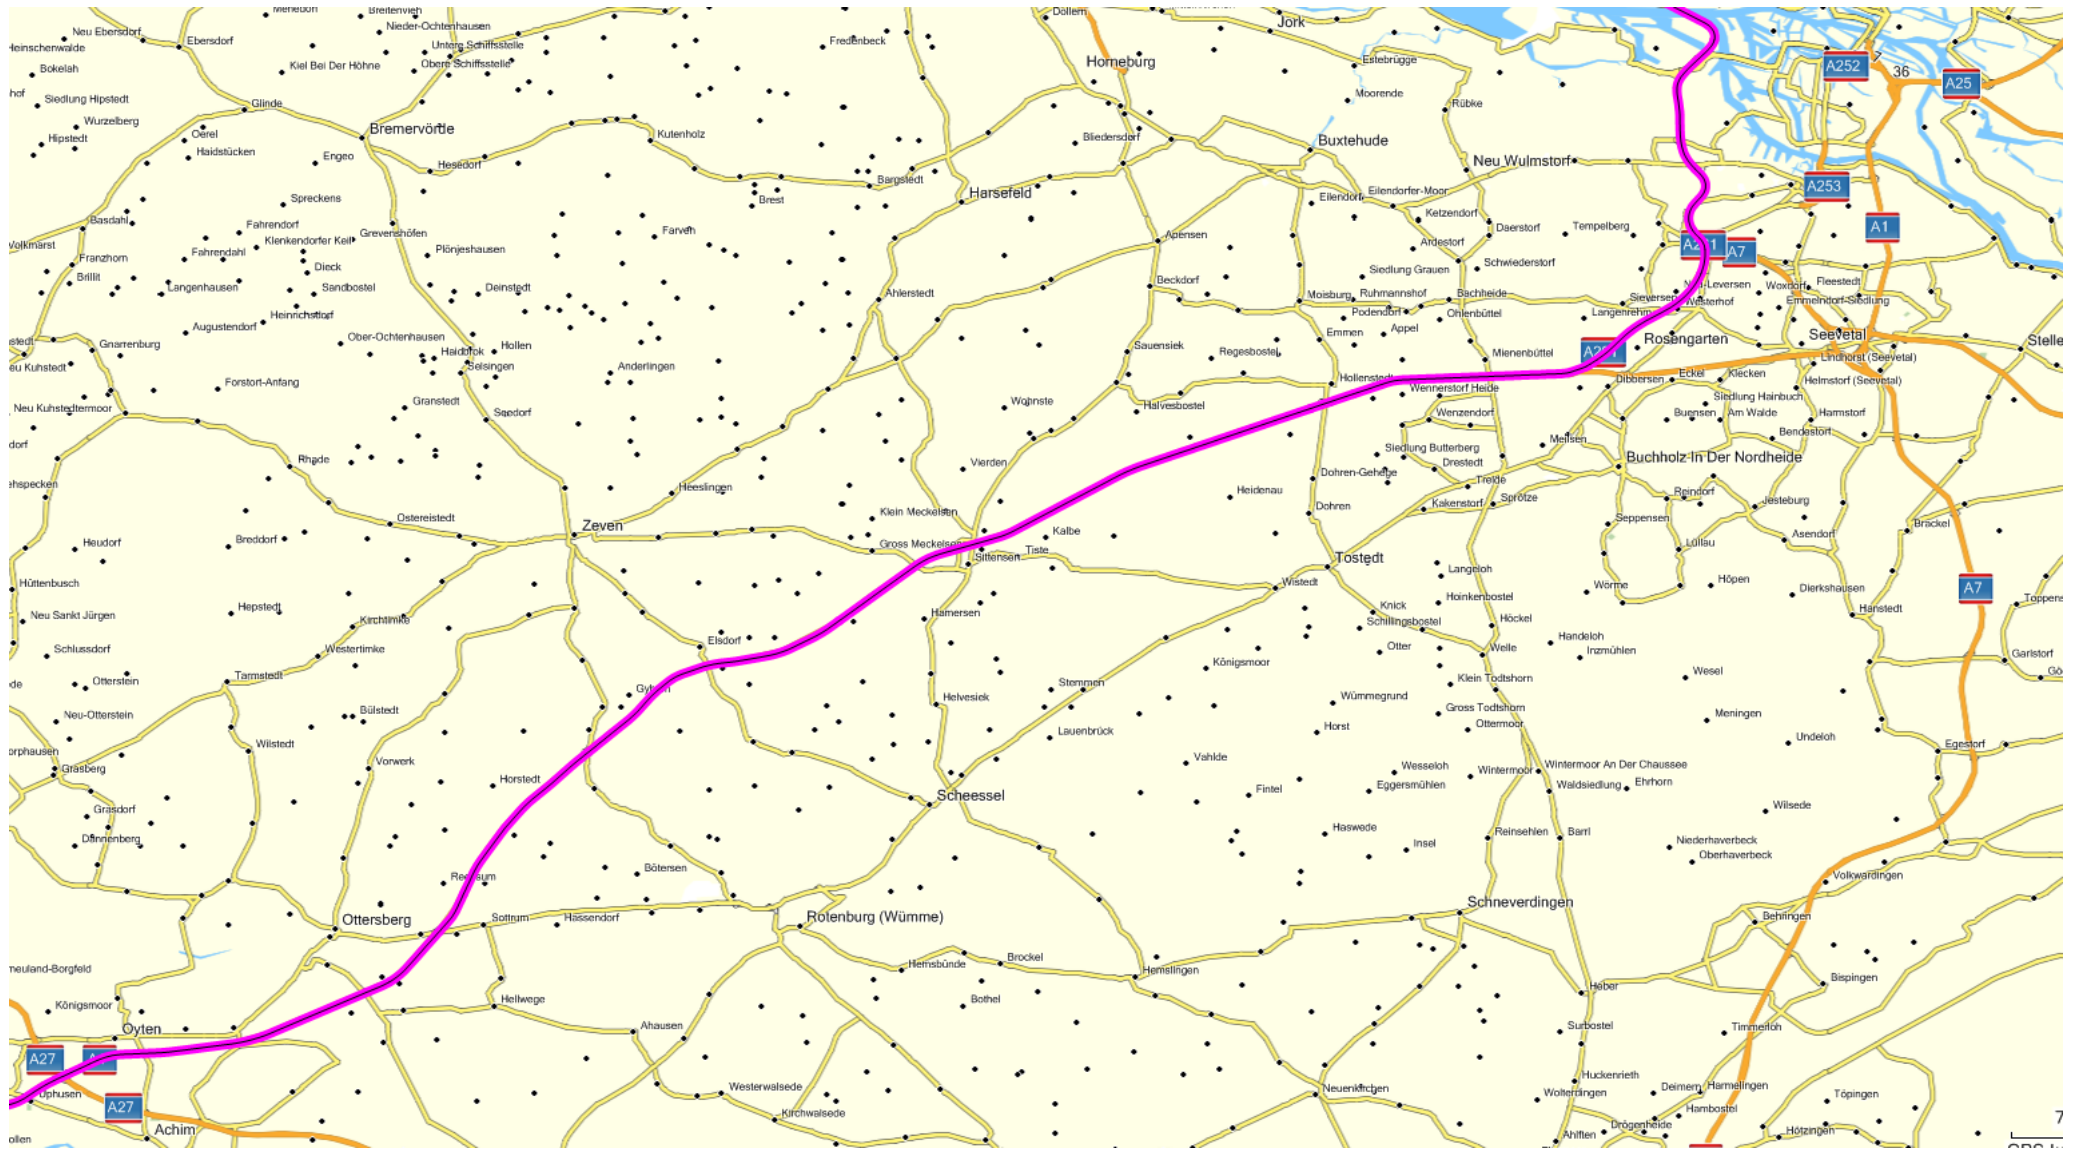 Neu Ebersdorf
Ebersdorf
Nieder-Ochtenhausen
Untere Schiffsstelle
Obere Schiffsstelle
Fredenbeck
Döllern
Horneburg
Jork
Estebrügge
A252
36
A25
Bokelah
Kiel Bei Der Höhne
Siedlung Hipstedt
Glinde
Wurzelberg
Hipstedt
Oerel
Haidstücken
Engeo
Bremervörde
Hesedorf
Kutenholz
Bliedersdorf
Moorende
Rübke
Buxtehude
Neu Wulmstorf
A253
Bargstedt
Brest
Harsefeld
Eilendorf
Eilendorfer-Moor
Ketzendorf
Daerstorf
Tempelberg
A1
Spreckens
Basdahl
Fahrendorf
Klenkendorfer Keil
Grevenshöfen
Farven
Apensen
Ardestorf
A7
Volkmarst
Franzhorn
Fahrendahl
Plönjeshausen
Dieck
Brillit
Langenhausen
Sandbostel
Deinstedt
Ahlerstedt
Beckdorf
Siedlung Grauen
Schwiederstorf
Moisburg
Ruhmannshof
Bachheide
Sieversen
Westerhof
Woxdorf
Fleestedt
Emmelndorf-Siedlung
Augustendorf
Heinrichsdorf
Podendorf
Ohlenbüttel
Langenrehm
Ober-Ochtenhausen
Hollen
Emmen
Appel
Rosengarten
Seevetal
Stelle
Gnarrenburg
Selsingen
Anderlingen
Sauensiek
Regesbostel
Mienenbüttel
Lindhorst (Seevetal)
Forstort-Anfang
Hollenstedt
Wennerstorf Heide
Dibbersen
Eckel
Klecken
Helmstorf (Seevetal)
Neu Kuhstedtermoor
Granstedt
Wohnste
Halvesbostel
Wenzendorf
Siedlung Hainbuch
Buensen
Am Walde
Harmstorf
Meilsen
Bendestorf
Rhade
Vierden
Siedlung Butterberg
Drestedt
Buchholz In Der Nordheide
Heeslingen
Dohren-Gehege
Heidenau
Trelde
Sprötze
Kakenstorf
Reindorf
Jesteburg
Ostereistedt
Zeven
Klein Meckelsen
Dohren
Seppensen
Brackel
Asendorf
Heudorf
Breddorf
Gross Meckelsen
Kalbe
Sittensen
Tiste
Tostedt
Lüllau
Hüttenbusch
Wistedt
Langeloh
Wörme
Höpen
Dierkshausen
A7
Neu Sankt Jürgen
Hepstedt
Kirchtimke
Hamersen
Knick
Hoinkenbostel
Schillingsbostel
Höckel
Hanstedt
Schlussdorf
Westertimke
Elsdorf
Otter
Welle
Handeloh
Inzmühlen
Garlstorf
Otterstein
Tarmstedt
Königsmoor
Stemmen
Klein Todtshorn
Wesel
Neu-Otterstein
Bülstedt
Helvesiek
Wümmegrund
Gross Todtshorn
Ottermoor
Meningen
Wilstedt
Lauenbrück
Horst
Undeloh
Egestorf
Grasberg
Vorwerk
Horstedt
Vahlde
Wesseloh
Eggersmühlen
Wintermoor
Wintermoor An Der Chaussee
Waldsiedlung
Ehrhorn
Grasdorf
Scheessel
Fintel
Wilsede
Dannenberg
Haswede
Insel
Reinsehlen
Barrl
Niederhaverbeck
Oberhaverbeck
Bötersen
Volkwardingen
Ottersberg
Sottrum
Hassendorf
Rotenburg (Wümme)
Schneverdingen
Behringen
Hemsbünde
Brockel
Hemslingen
Bispingen
Königsmoor
Hellwege
Bothel
Heber
Oyten
Ahausen
Surbostel
Timmerloh
A27
Uphusen
A27
Achim
Westerwalsede
Kirchwalsede
Neuenkirchen
Huckenrieth
Wolterdingen
Deimern
Harmelingen
Hambostel
Töpingen
Drögenheide
Ahlften
Hötzingen